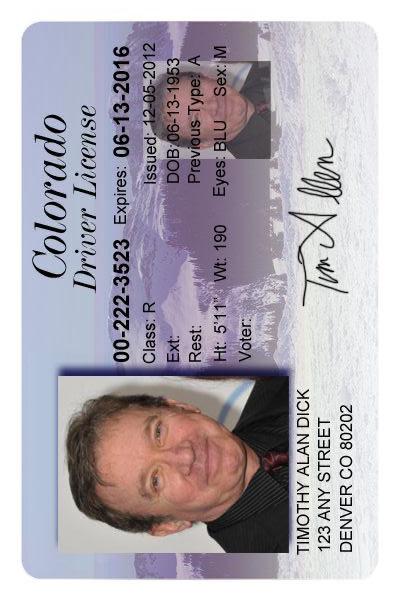 Colorado
Driver License
00-222-3523 Expires: 06-13-2016
Class: R Issued: 12-05-2012
Ext: DOB:06-13-1953
Rest: Previous Type: A
Ht: 5'11" Wt: 190 Eyes: BLU Sex: M
Voter:
Tim Allen
TIMOTHY ALAN DICK
123 ANY STREET
DENVER CO 80202